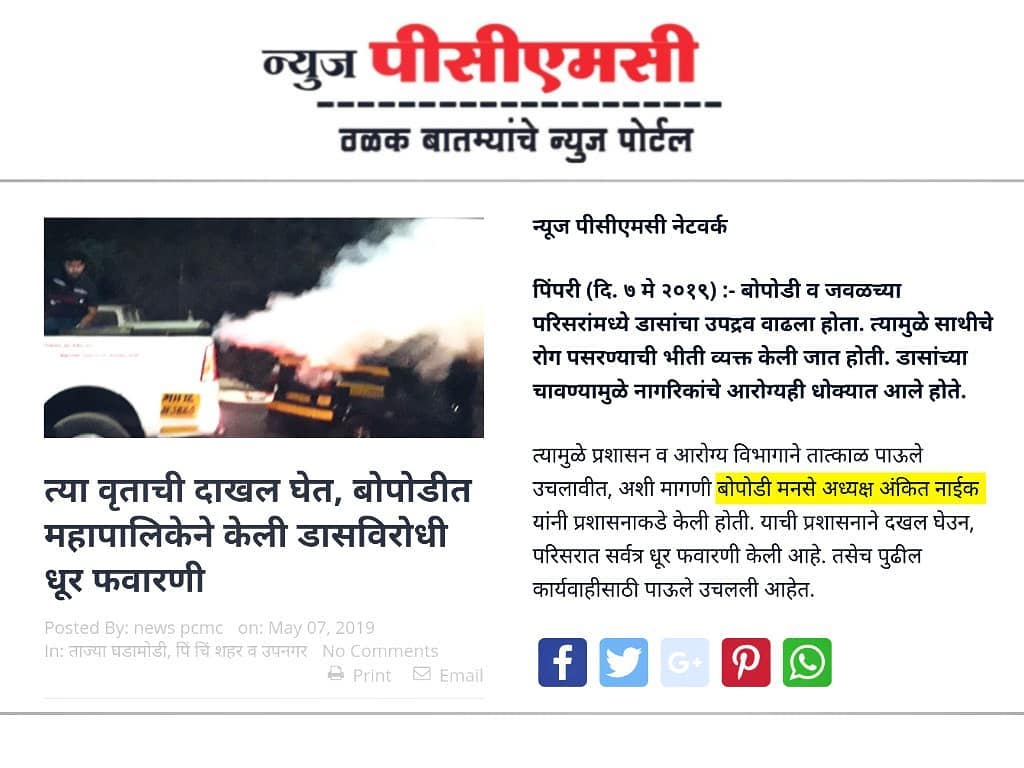 न्युज पीसीएमसी
ठळक बातम्यांचे न्युज पोर्टल
त्या वृताची दाखल घेत, बोपोडीत
महापालिकेने केली डासविरोधी
धूर फवारणी
Posted By: news pcmc on: May 07, 2019
In: ताज्या घडामोडी, पिं चिं शहर व उपनगर No Comments
Print Email
न्यूज पीसीएमसी नेटवर्क
पिंपरी (दि. ७ मे २०१९) :- बोपोडी व जवळच्या
परिसरांमध्ये डासांचा उपद्रव वाढला होता. त्यामुळे साथीचे
रोग पसरण्याची भीती व्यक्त केली जात होती. डासांच्या
चावण्यामुळे नागरिकांचे आरोग्यही धोक्यात आले होते.
त्यामुळे प्रशासन व आरोग्य विभागाने तात्काळ पाऊले
उचलावीत, अशी मागणी बोपोडी मनसे अध्यक्ष अंकित नाईक
यांनी प्रशासनाकडे केली होती. याची प्रशासनाने दखल घेउन,
परिसरात सर्वत्र धूर फवारणी केली आहे. तसेच पुढील
कार्यवाहीसाठी पाऊले उचलली आहेत.